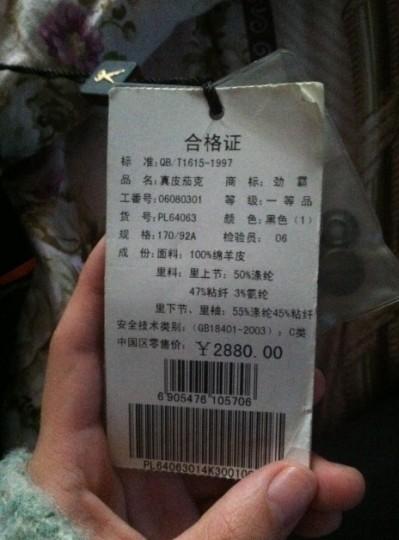 合格证
标 准:QB/T1615-1997
品 名:真皮茄克 商 标: 劲 霸
工番号:06080301 等 级:一 等 品
货 号:PL64063 颜 色:黑色(1)
规 格:170/92A 检验员: 06
成 份:面料: 100%绵羊皮
里料: 里上节: 50%涤纶
47%粘纤 3%氨纶
里下节、里袖: 55%涤纶45%粘纤
安全技术类别:(GB18401-2003); C类
中国区零售价: ¥2880.00
6 905476 105706